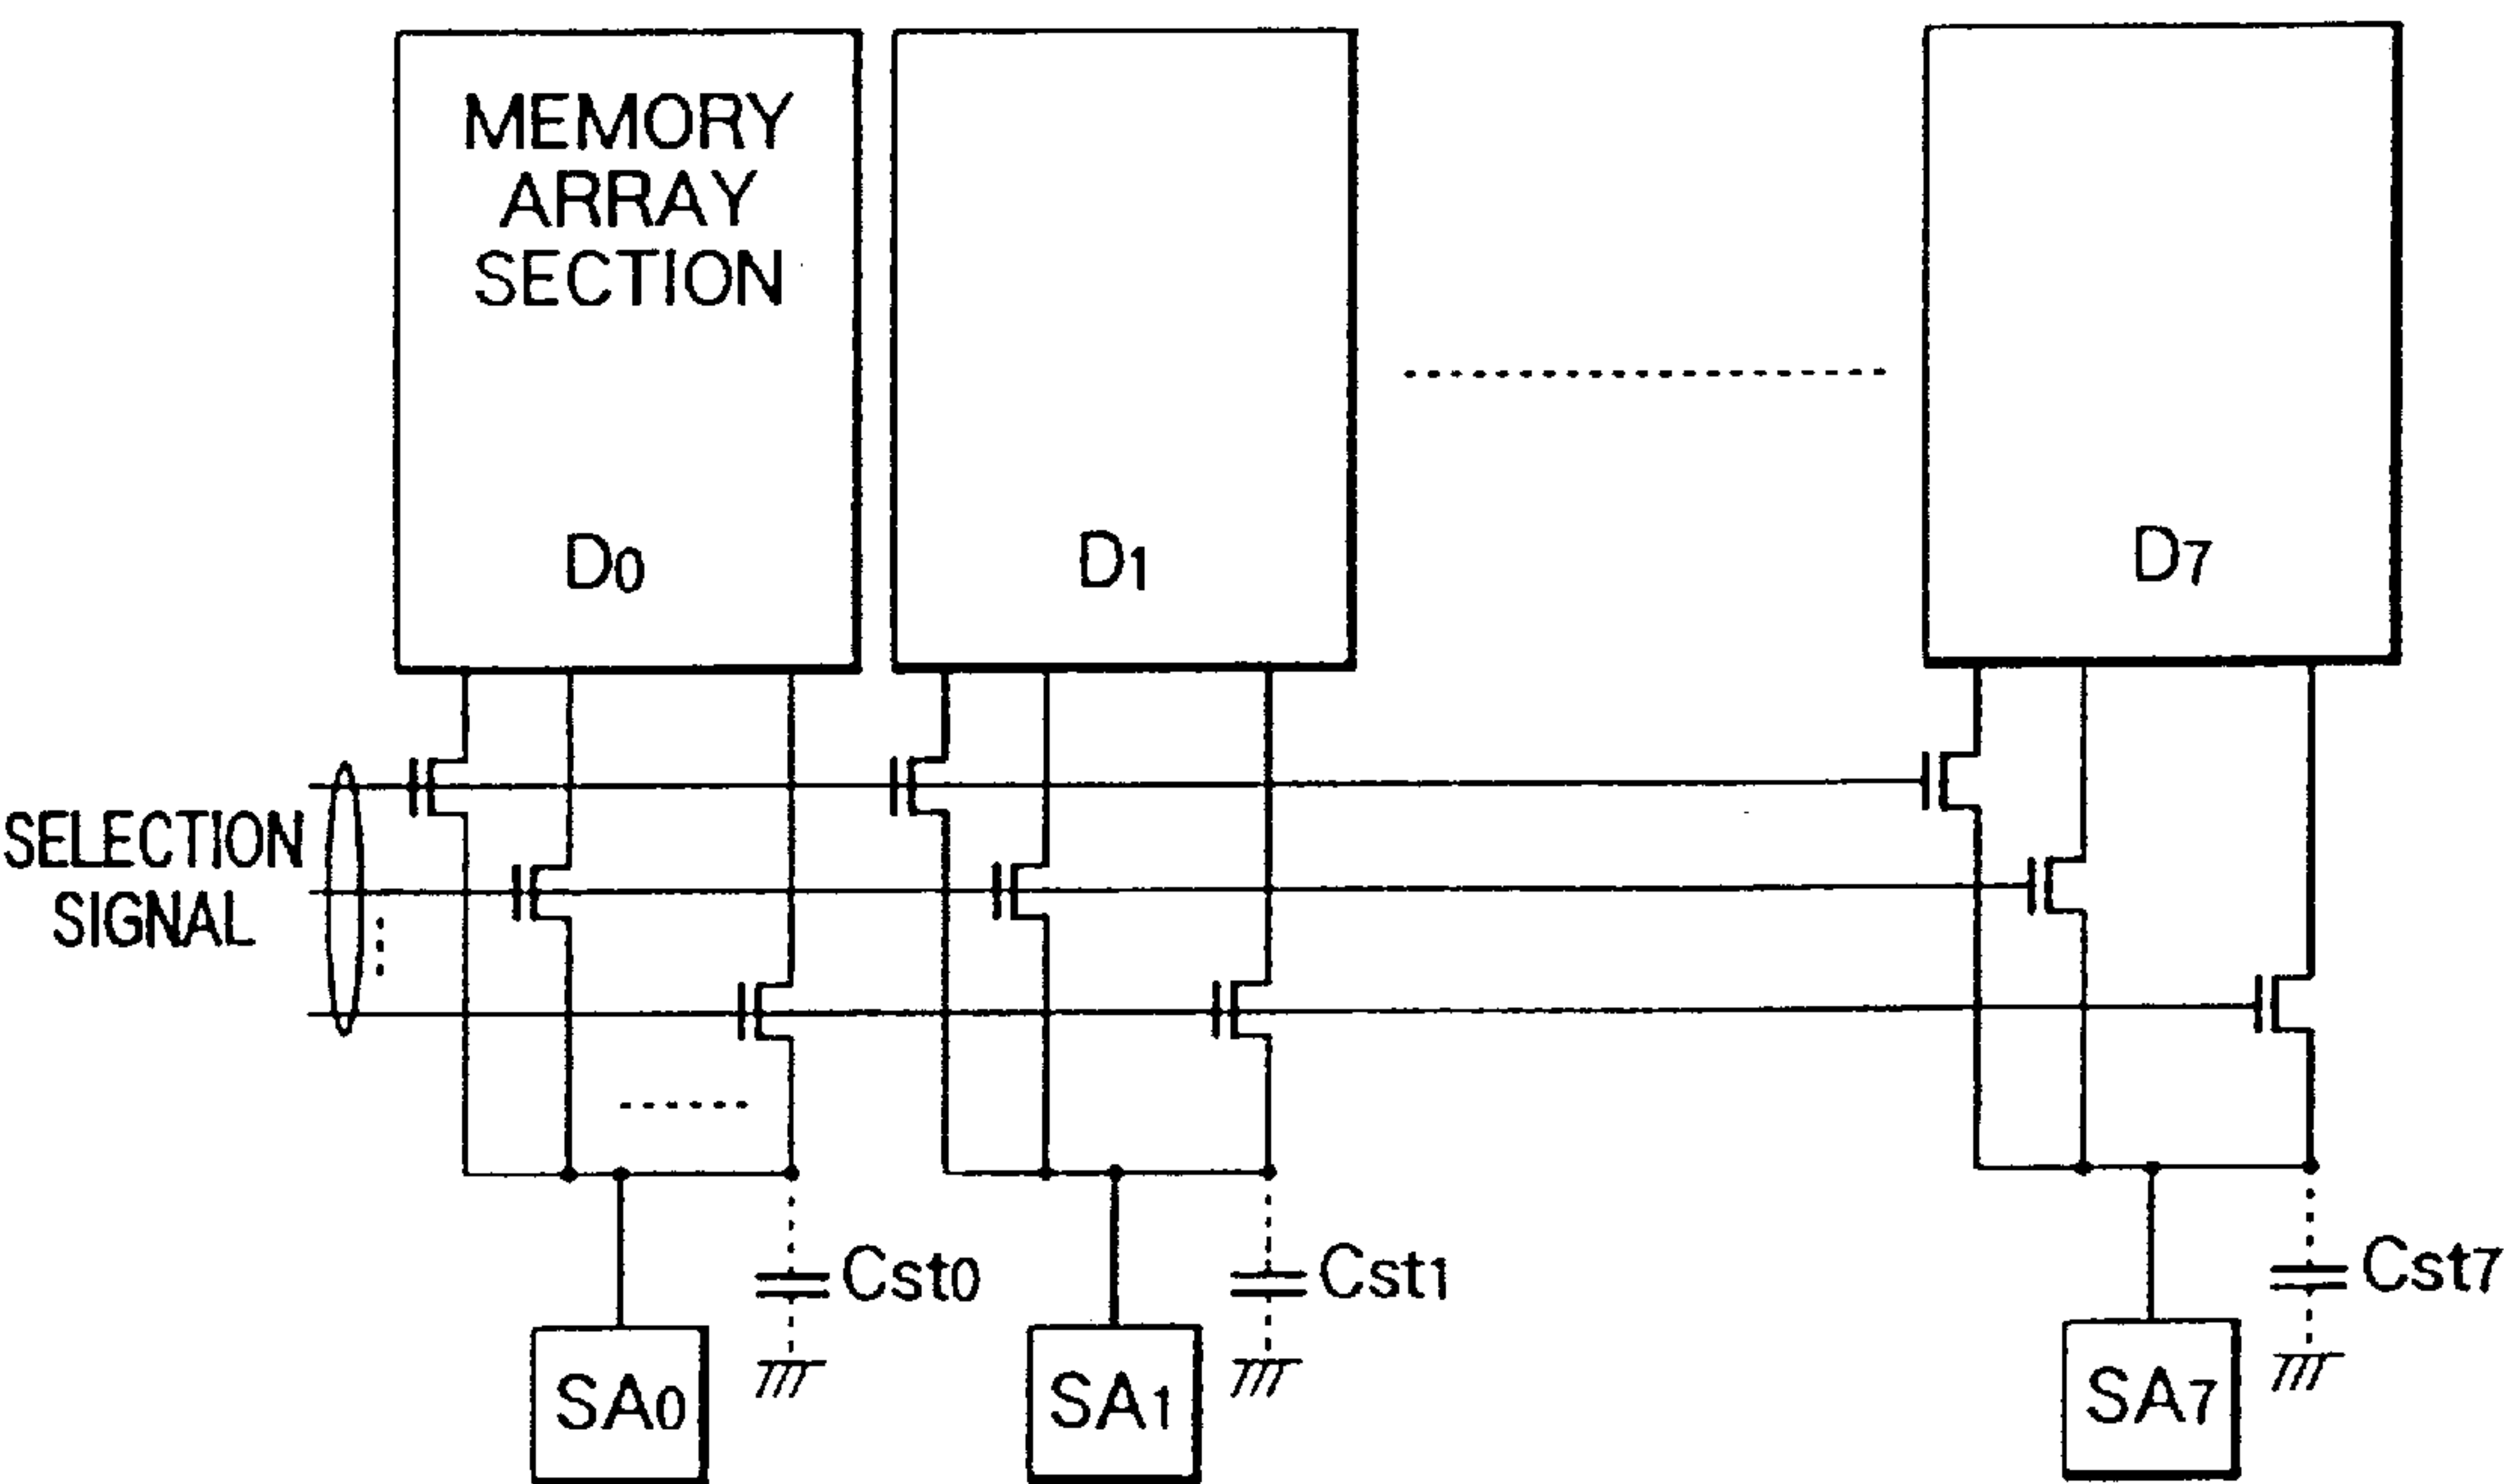 MEMORY
ARRAY
SECTION
D0
D1
D7
SELECTION
SIGNAL
Cst0
Cst1
Cst7
SA0
SA1
SA7